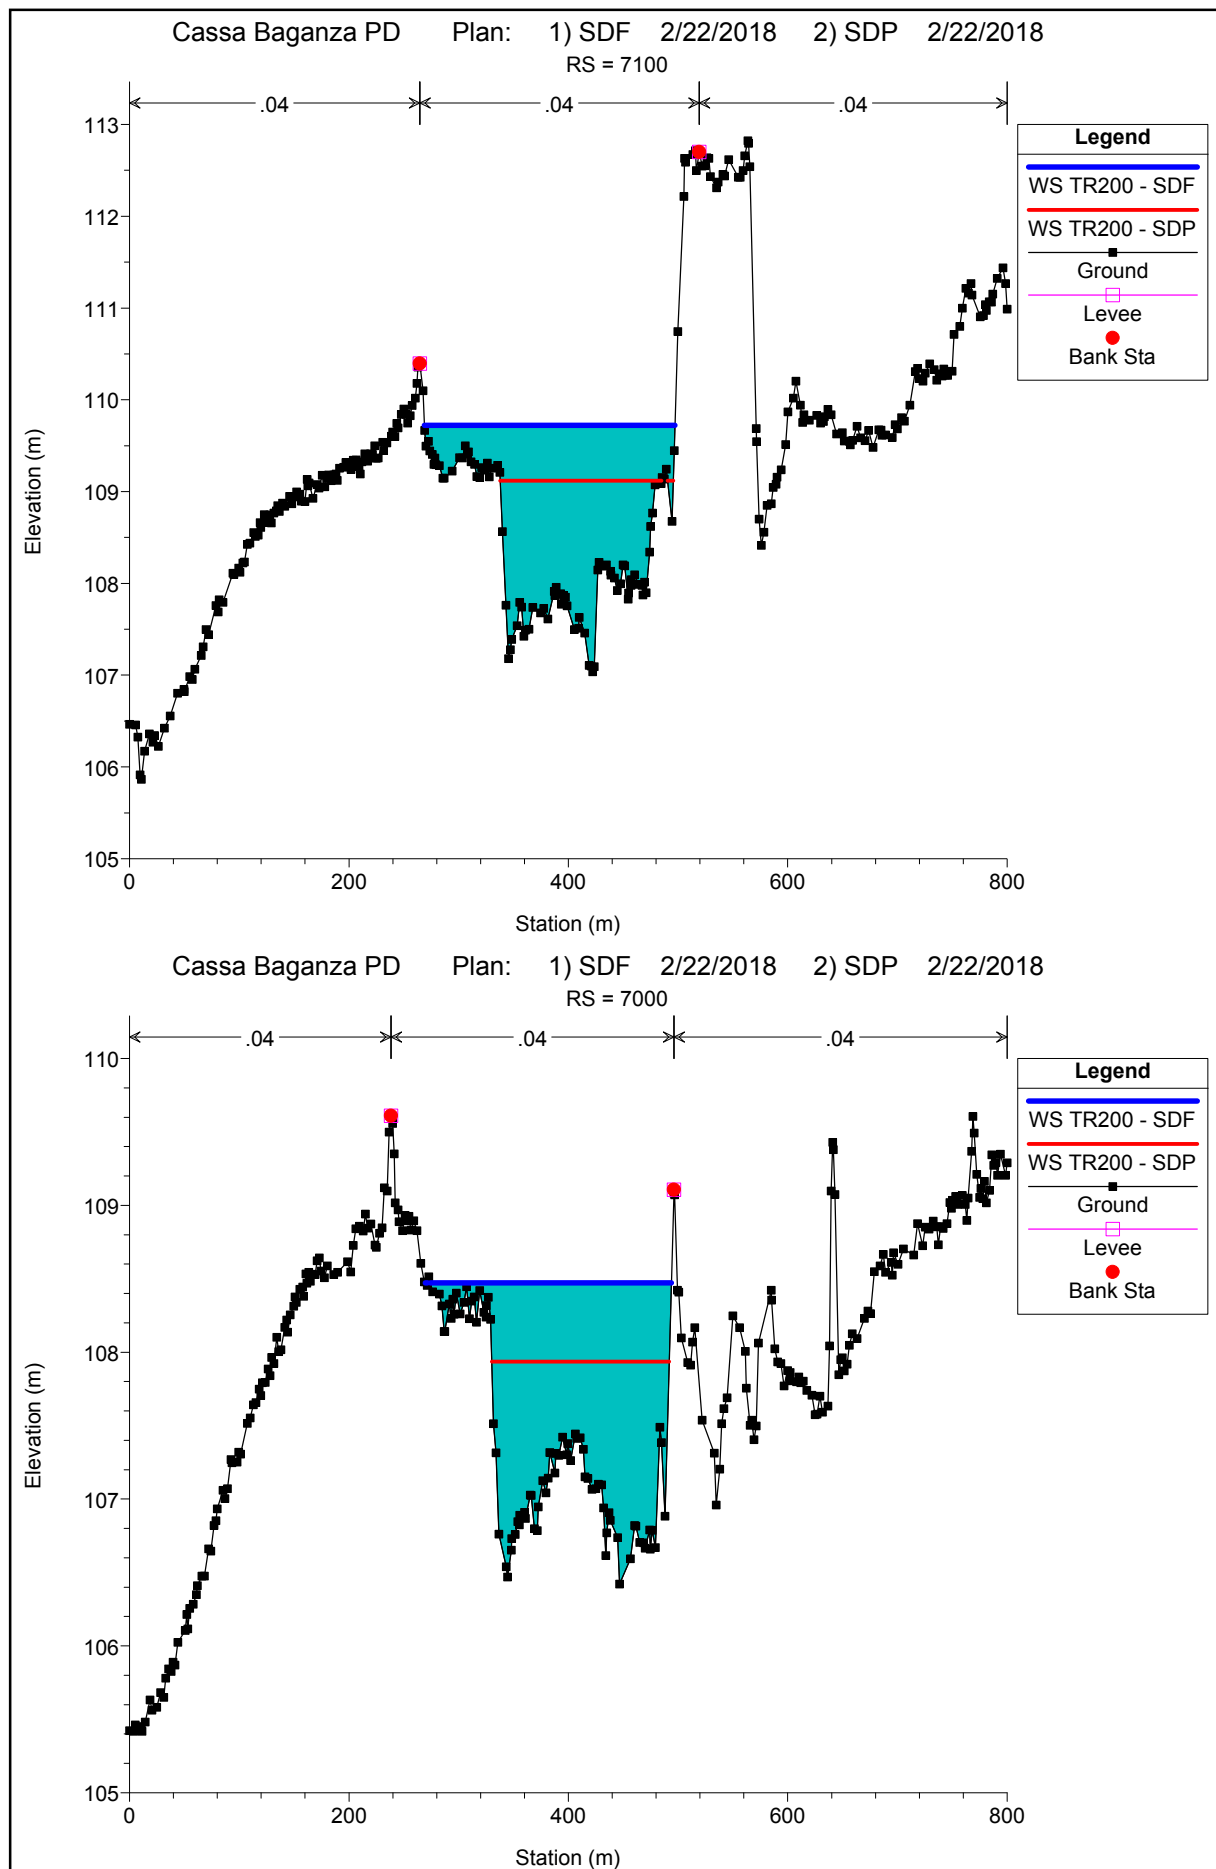 Cassa Baganza PD Plan: 1) SDF 2/22/2018 2) SDP 2/22/2018
RS = 7100
.04 .04 .04
113
112
111
110
109
108
107
106
105
Elevation (m)
0 200 400 600 800
Station (m)
Legend
WS TR200 - SDF
WS TR200 - SDP
Ground
Levee
Bank Sta
Cassa Baganza PD Plan: 1) SDF 2/22/2018 2) SDP 2/22/2018
RS = 7000
.04 .04 .04
110
109
108
107
106
105
Elevation (m)
0 200 400 600 800
Station (m)
Legend
WS TR200 - SDF
WS TR200 - SDP
Ground
Levee
Bank Sta